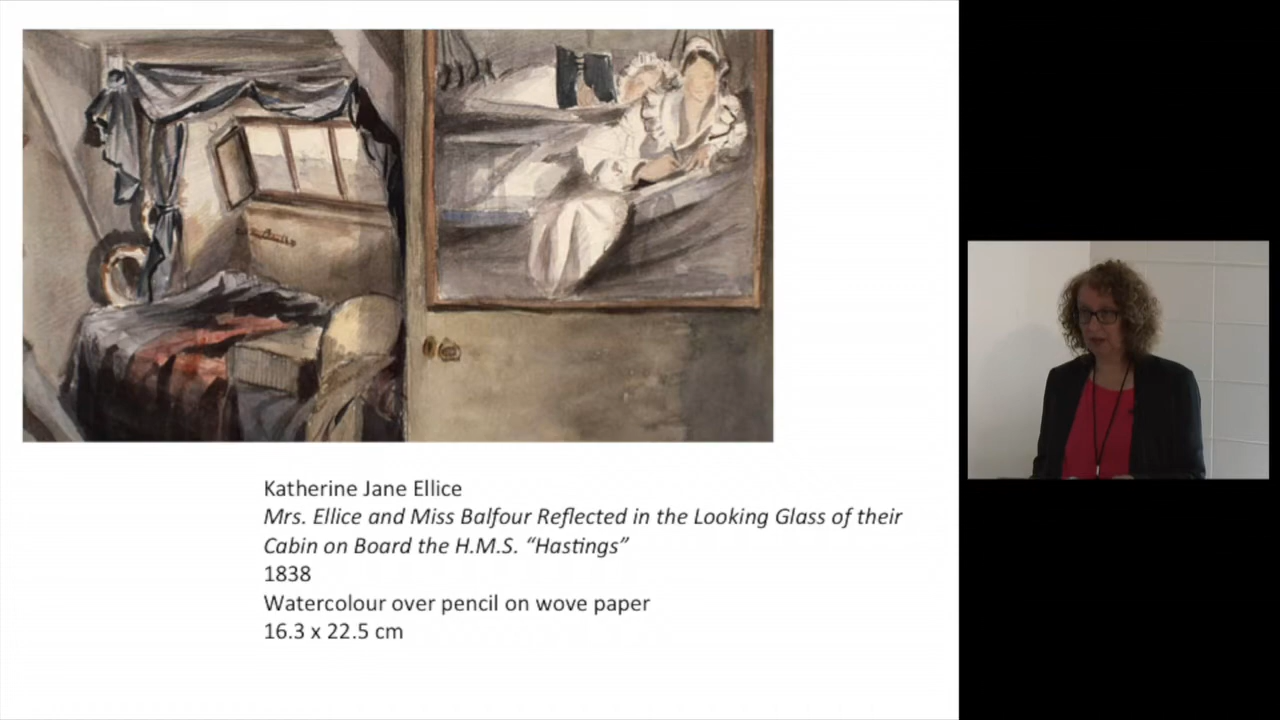 Katherine Jane Ellice
Mrs. Ellice and Miss Balfour Reflected in the Looking Glass of their
Cabin on Board the H.M.S. “Hastings”
1838
Watercolour over pencil on wove paper
16.3 x 22.5 cm